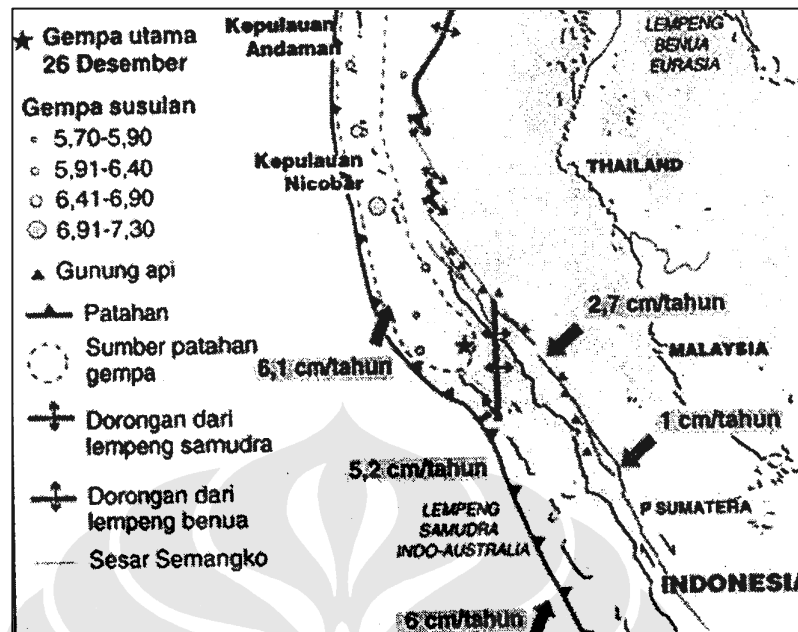 Gempa utama
26 Desember
Gempa susulan
5,70-5,90
5,91-6,40
6,41-6,90
6,91-7,30
Gunung api
Patahan
Sumber patahan
gempa
Dorongan dari
lempeng samudra
Dorongan dari
lempeng benua
Sesar Semangko
Kepulauan
Andaman
Kepulauan
Nicobar
LEMPENG
BENUA
EURASIA
THAILAND
2,7 cm/tahun
MALAYSIA
6,1 cm/tahun
1 cm/tahun
5,2 cm/tahun
P SUMATERA
LEMPENG
SAMUDRA
INDO-AUSTRALIA
INDONESIA
6 cm/tahun